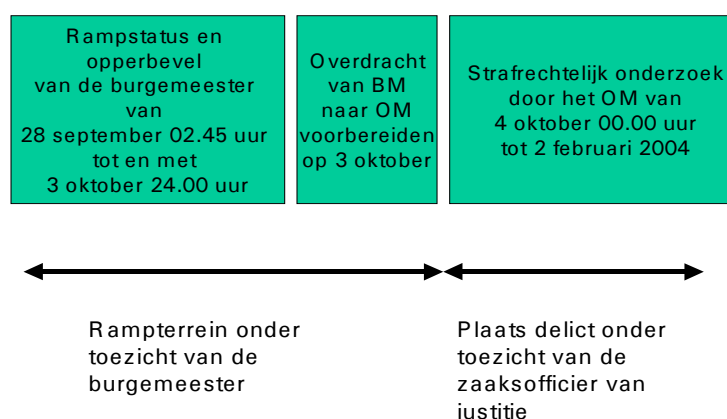 Rampstatus en
opperbevel
van de burgemeester
van
28 september 02.45 uur
tot en met
3 oktober 24.00 uur
Overdracht
van BM
naar OM
voorbereiden
op 3 oktober
Strafrechtelijk onderzoek
door het OM van
4 oktober 00.00 uur
tot 2 februari 2004
Rampterrein onder
toezicht van de
burgemeester
Plaats delict onder
toezicht van de
zaaksofficier van
justitie